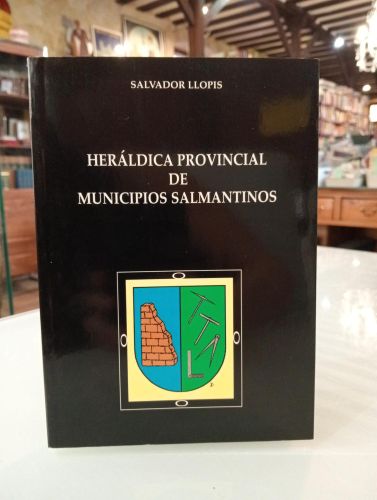 SALVADOR LLOPIS
HERÁLDICA PROVINCIAL
DE
MUNICIPIOS SALMANTINOS